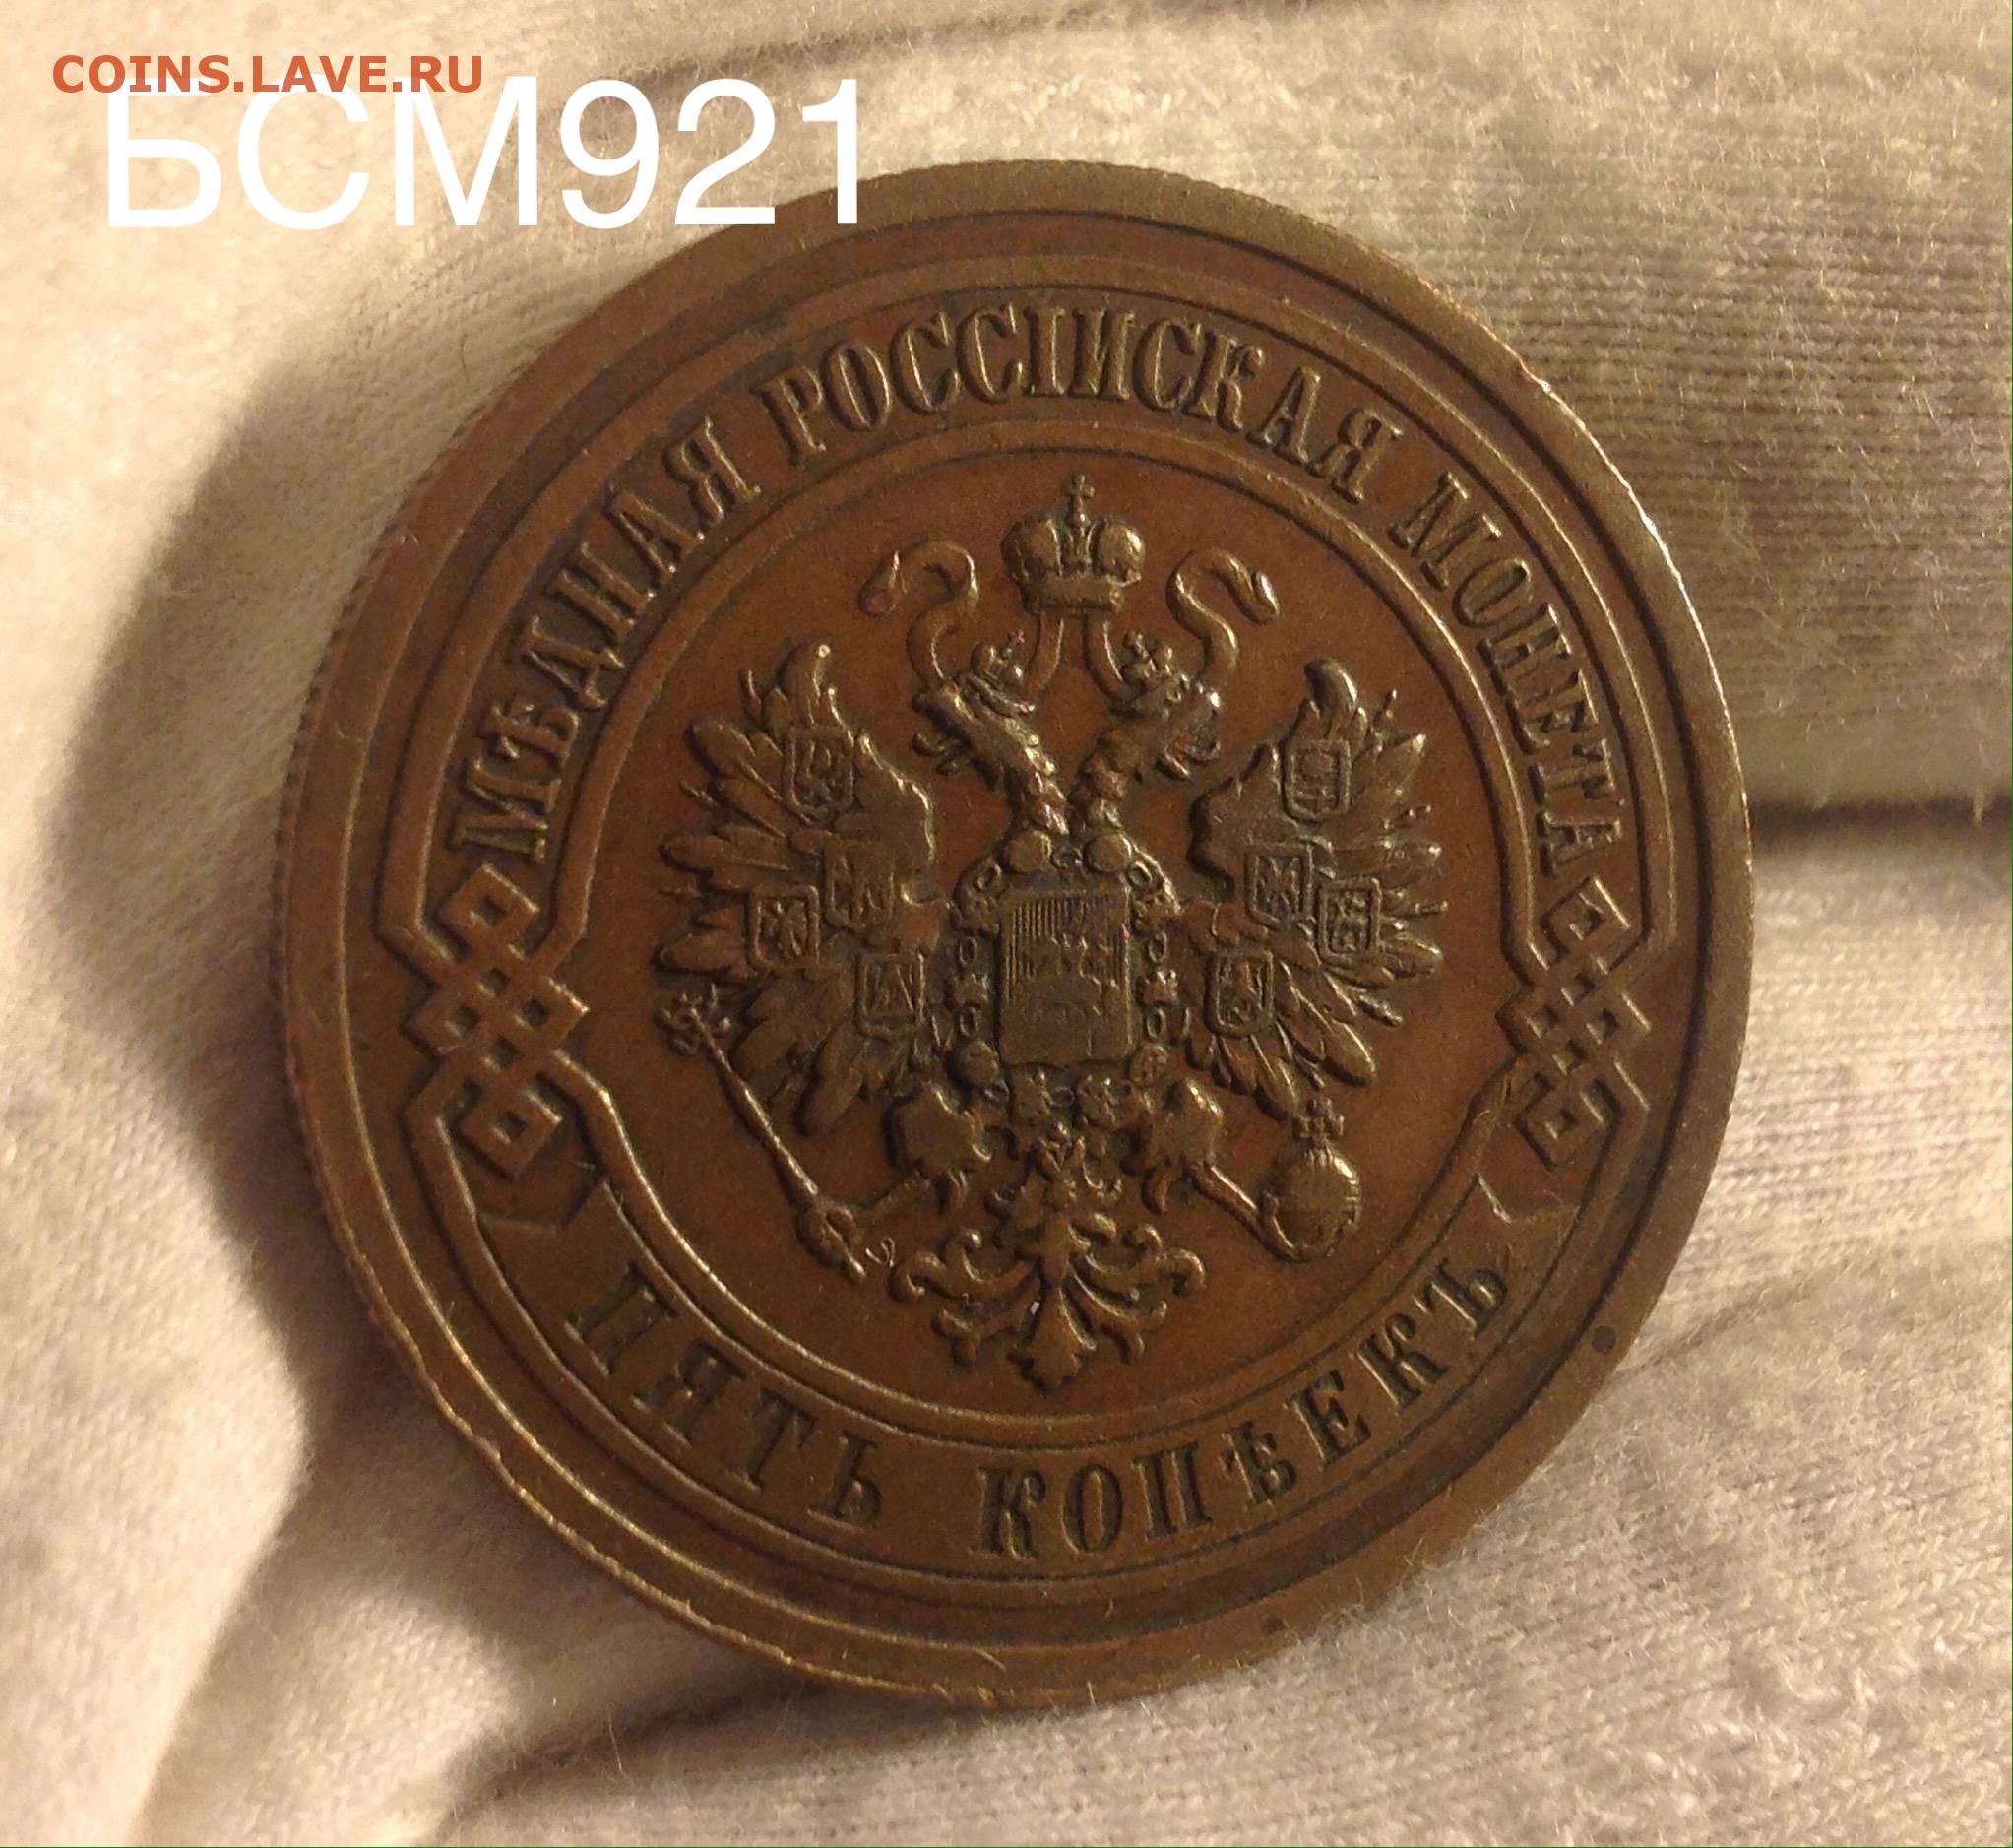 COINS.LAVE.RU
БСМ921
МѢДНАЯ РОССІЙСКАЯ МОНЕТА
ПЯТЬ КОПѢЕКЪ